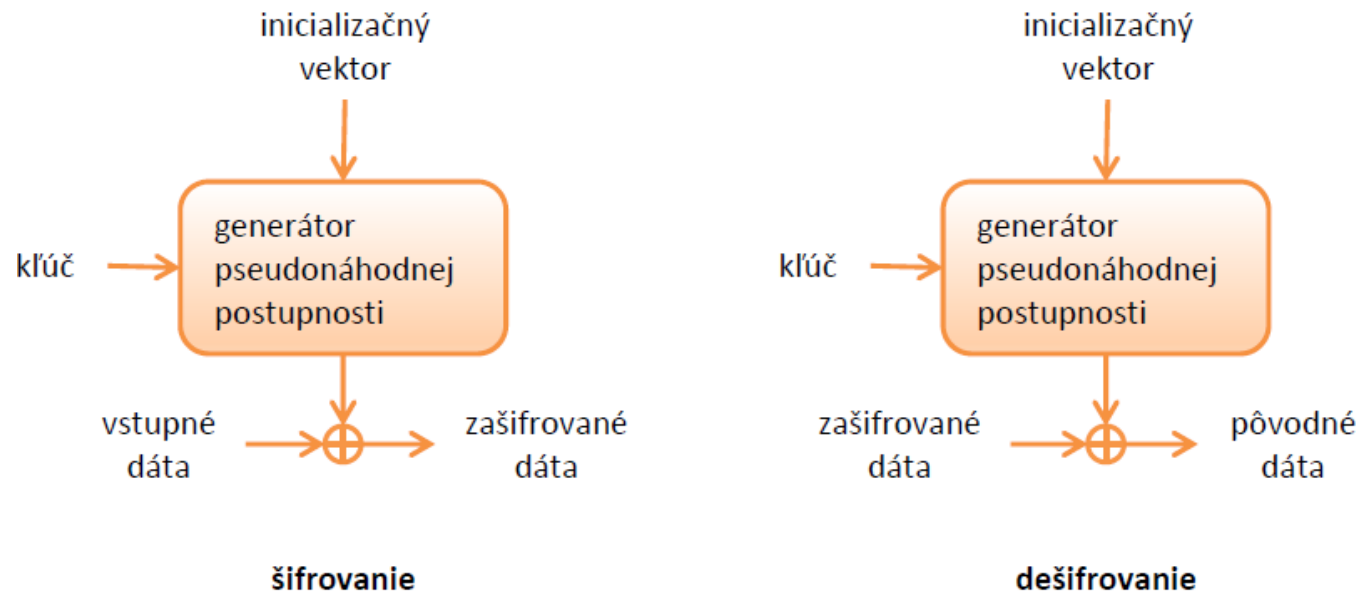 inicializačný
vektor
generátor
pseudonáhodnej
postupnosti
kľúč
vstupné
dáta
zašifrované
dáta
šifrovanie
inicializačný
vektor
generátor
pseudonáhodnej
postupnosti
kľúč
zašifrované
dáta
pôvodné
dáta
dešifrovanie